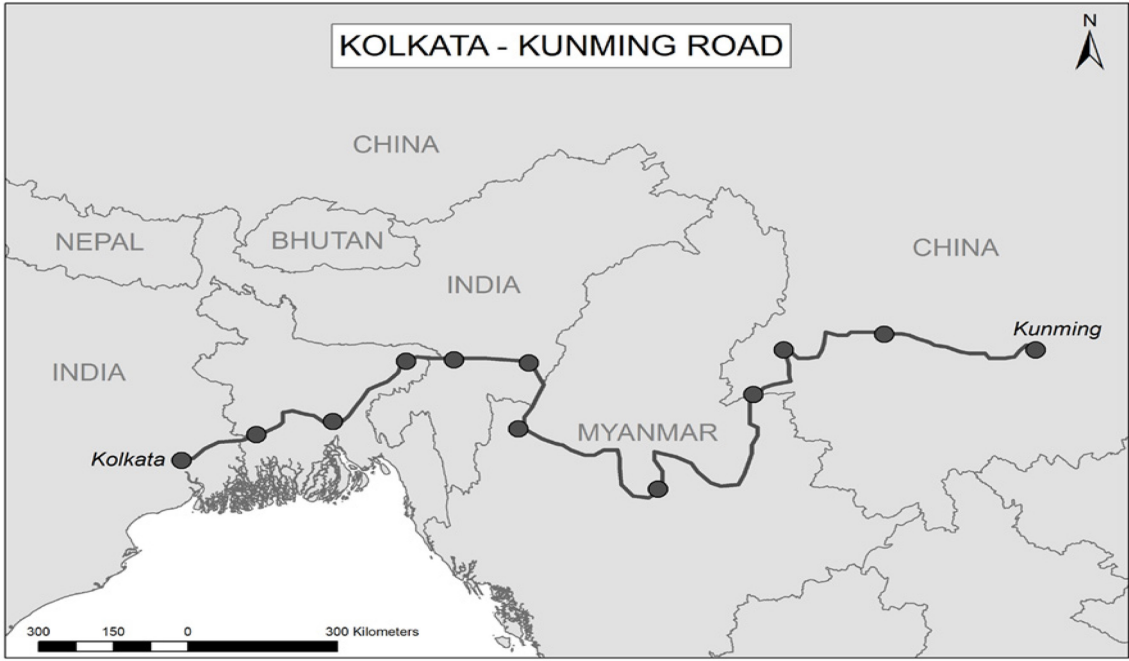 KOLKATA - KUNMING ROAD
N
CHINA
NEPAL
BHUTAN
CHINA
INDIA
Kunming
INDIA
MYANMAR
Kolkata
300 150 0 300 Kilometers